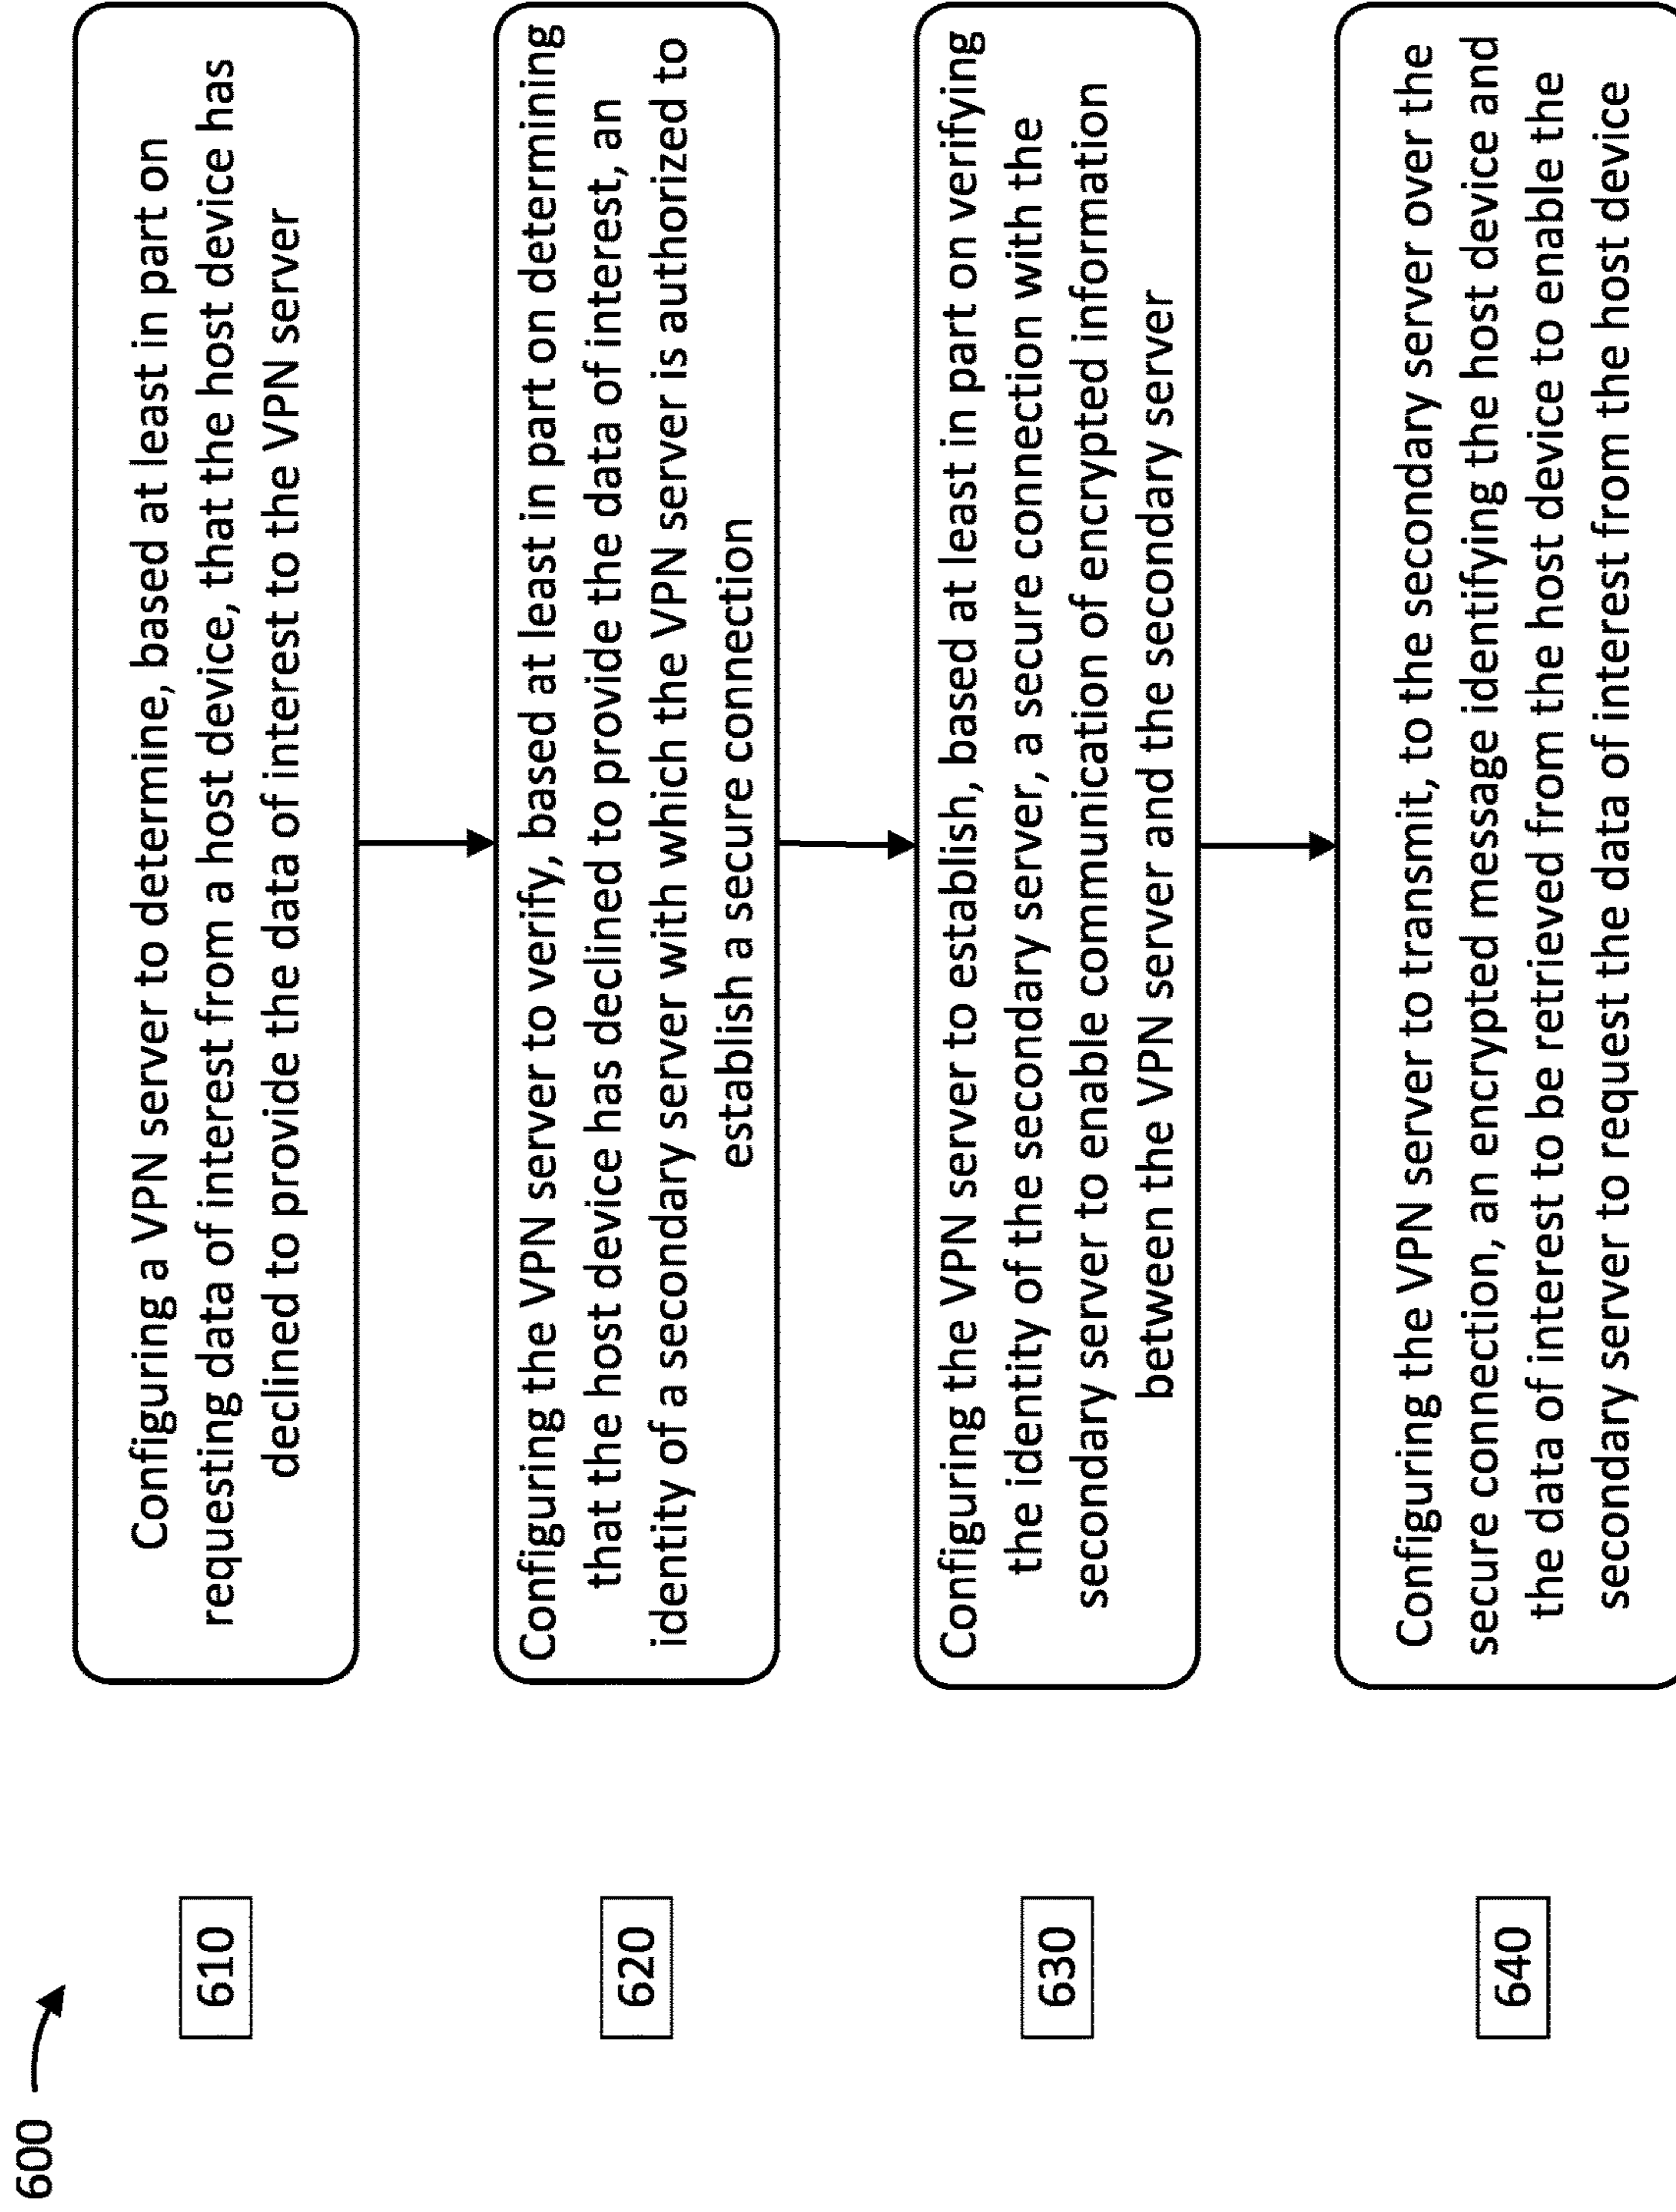 600
610
Configuring a VPN server to determine, based at least in part on
requesting data of interest from a host device, that the host device has
declined to provide the data of interest to the VPN server
620
Configuring the VPN server to verify, based at least in part on determining
that the host device has declined to provide the data of interest, an
identity of a secondary server with which the VPN server is authorized to
establish a secure connection
630
Configuring the VPN server to establish, based at least in part on verifying
the identity of the secondary server, a secure connection with the
secondary server to enable communication of encrypted information
between the VPN server and the secondary server
640
Configuring the VPN server to transmit, to the secondary server over the
secure connection, an encrypted message identifying the host device and
the data of interest to be retrieved from the host device to enable the
secondary server to request the data of interest from the host device